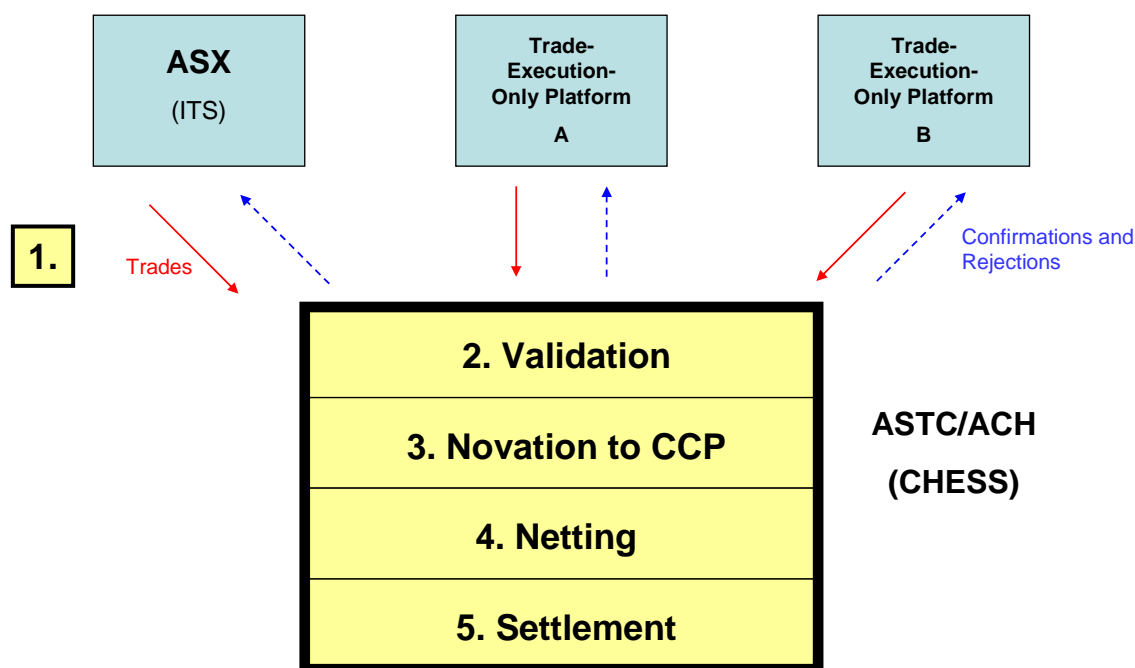 ASX
(ITS)
Trade-
Execution-
Only Platform
A
Trade-
Execution-
Only Platform
B
1.
Trades
Confirmations and
Rejections
2. Validation
3. Novation to CCP
4. Netting
5. Settlement
ASTC/ACH
(CHESS)